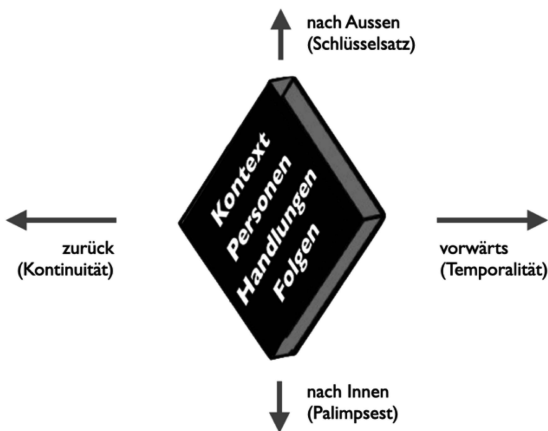 nach Aussen
(Schlüsselsatz)
Kontext
Personen
Handlungen
Folgen
zurück
(Kontinuität)
vorwärts
(Temporalität)
nach Innen
(Palimpsest)